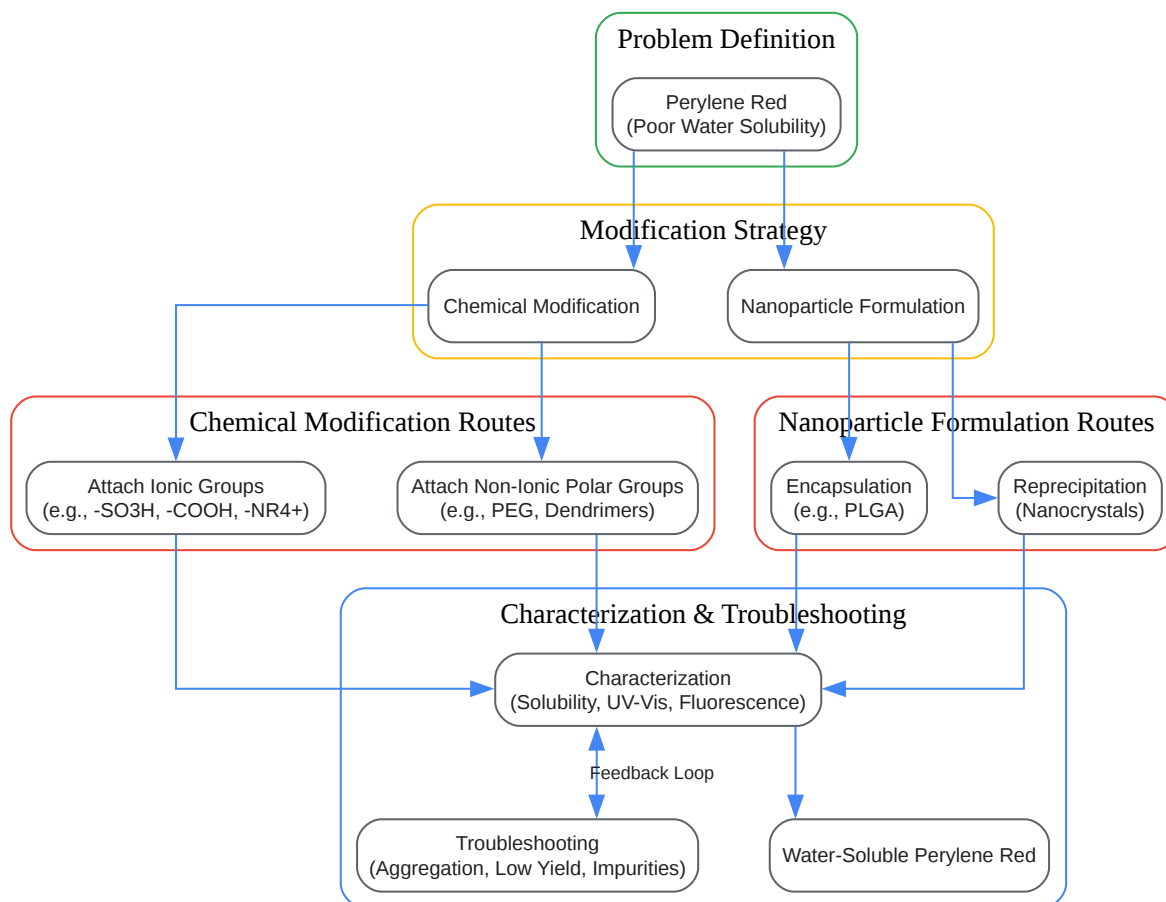 Problem Definition
Perylene Red
(Poor Water Solubility)
Modification Strategy
Chemical Modification
Nanoparticle Formulation
Chemical Modification Routes
Nanoparticle Formulation Routes
Attach Ionic Groups
(e.g., -SO3H, -COOH, -NR4+)
Attach Non-Ionic Polar Groups
(e.g., PEG, Dendrimers)
Encapsulation
(e.g., PLGA)
Reprecipitation
(Nanocrystals)
Characterization & Troubleshooting
Characterization
(Solubility, UV-Vis, Fluorescence)
Feedback Loop
Troubleshooting
(Aggregation, Low Yield, Impurities)
Water-Soluble Perylene Red